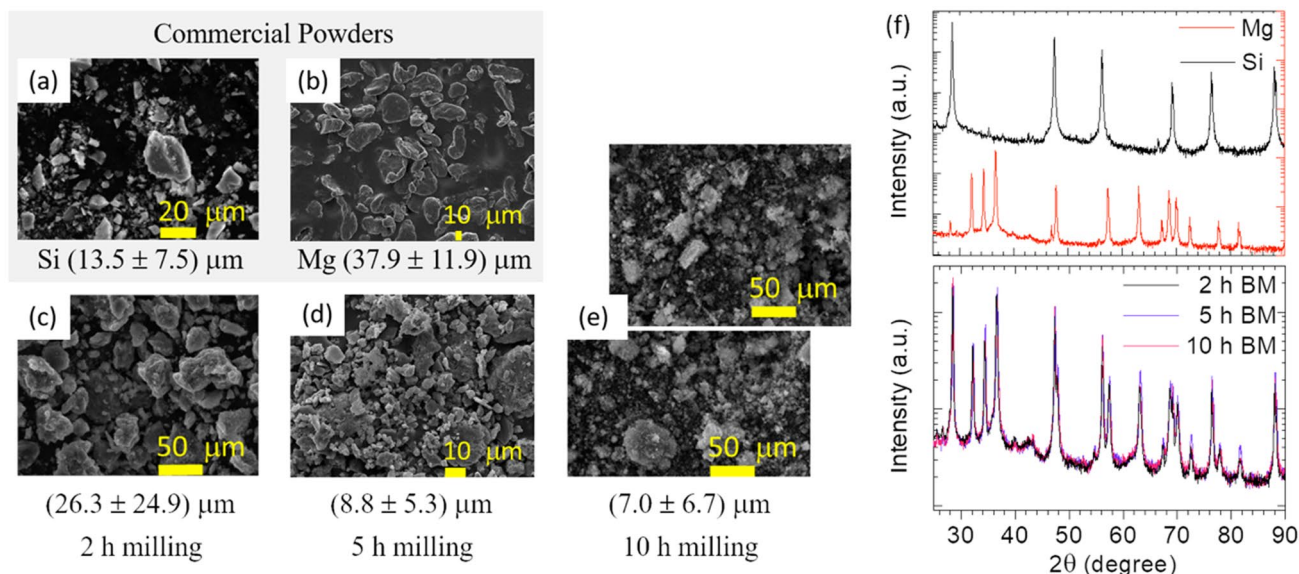 Commercial Powders
(a)
20 μm
Si (13.5 ± 7.5) μm
(b)
10 μm
Mg (37.9 ± 11.9) μm
(c)
50 μm
(26.3 ± 24.9) μm
2 h milling
(d)
10 μm
(8.8 ± 5.3) μm
5 h milling
50 μm
(e)
50 μm
(7.0 ± 6.7) μm
10 h milling
(f)
Mg
Si
Intensity (a.u.)
2 h BM
5 h BM
10 h BM
Intensity (a.u.)
30 40 50 60 70 80 90
2θ (degree)